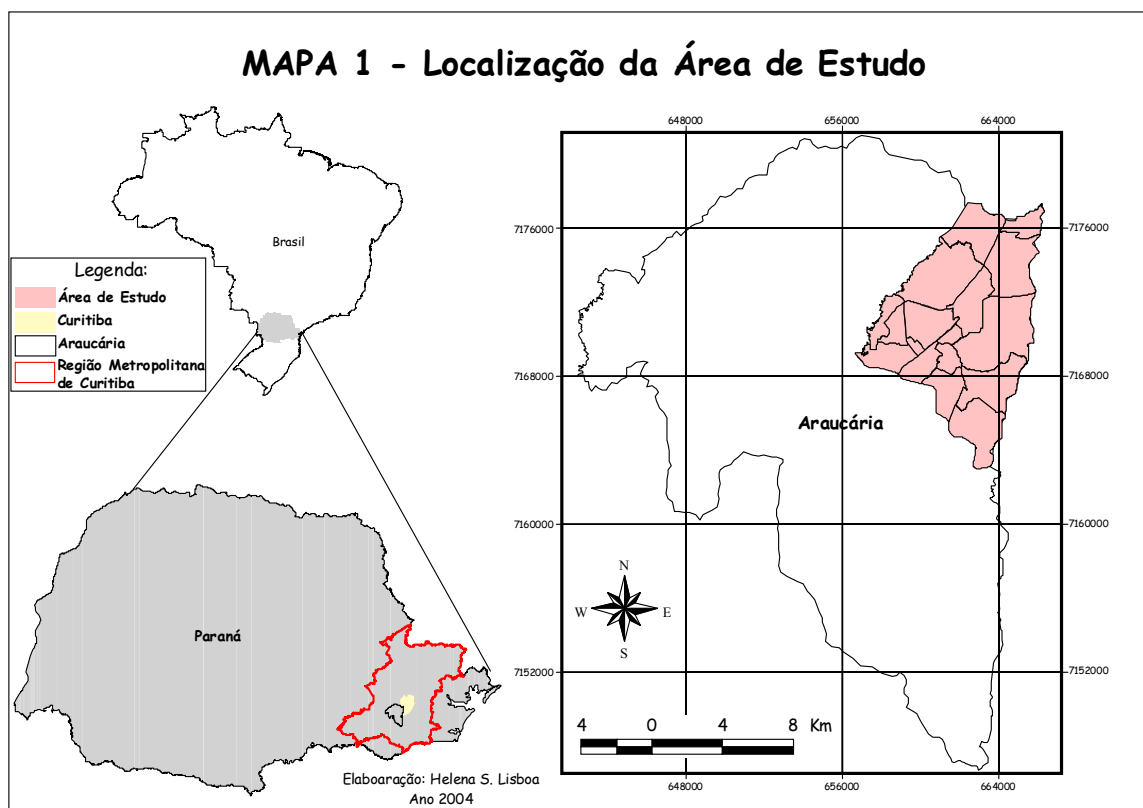 MAPA 1 - Localização da Área de Estudo
Brasil
Legenda:
Área de Estudo
Curitiba
Araucária
Região Metropolitana
de Curitiba
Paraná
Elaboaração: Helena S. Lisboa
Ano 2004
648000
656000
664000
7176000
7176000
7168000
7168000
Araucária
7160000
7160000
N
W
E
S
7152000
7152000
4
0
4
8
Km
648000
656000
664000